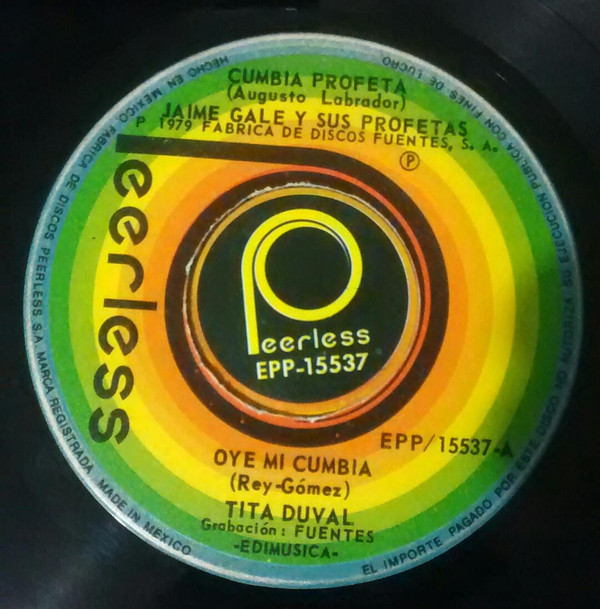 CUMBIA PROFETA
(Augusto Labrador)
JAIME GALE Y SUS PROFETAS
P 1979 FABRICA DE DISCOS FUENTES, S. A.
P
Peerless
Peerless
EPP-15537
EPP/15537-A
OYE MI CUMBIA
(Rey-Gómez)
TITA DUVAL
Grabación: FUENTES
-EDIMUSICA-
HECHO EN MEXICO FABRICA DE DISCOS PEERLESS S.A. MARCA REGISTRADA MADE IN MEXICO
EL IMPORTE PAGADO POR ESTE DISCO NO AUTORIZA SU EJECUCION PUBLICA CON FINES DE LUCRO